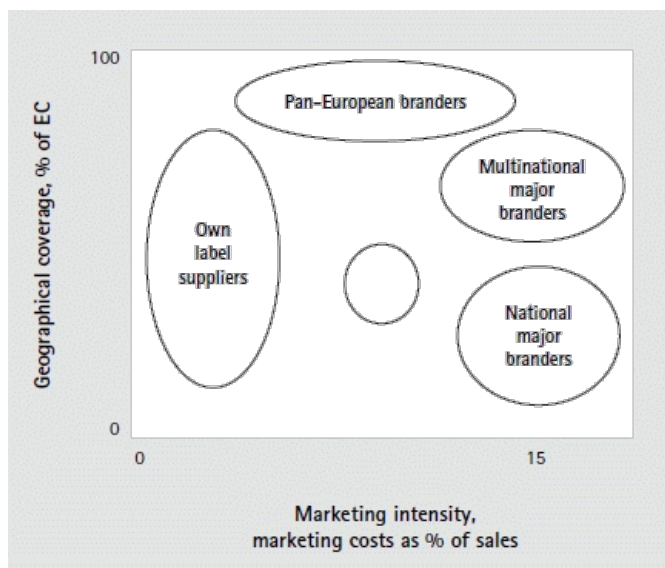 Geographical coverage, % of EC
100
0
Pan-European branders
Multinational
major
branders
Own
label
suppliers
National
major
branders
0
15
Marketing intensity,
marketing costs as % of sales